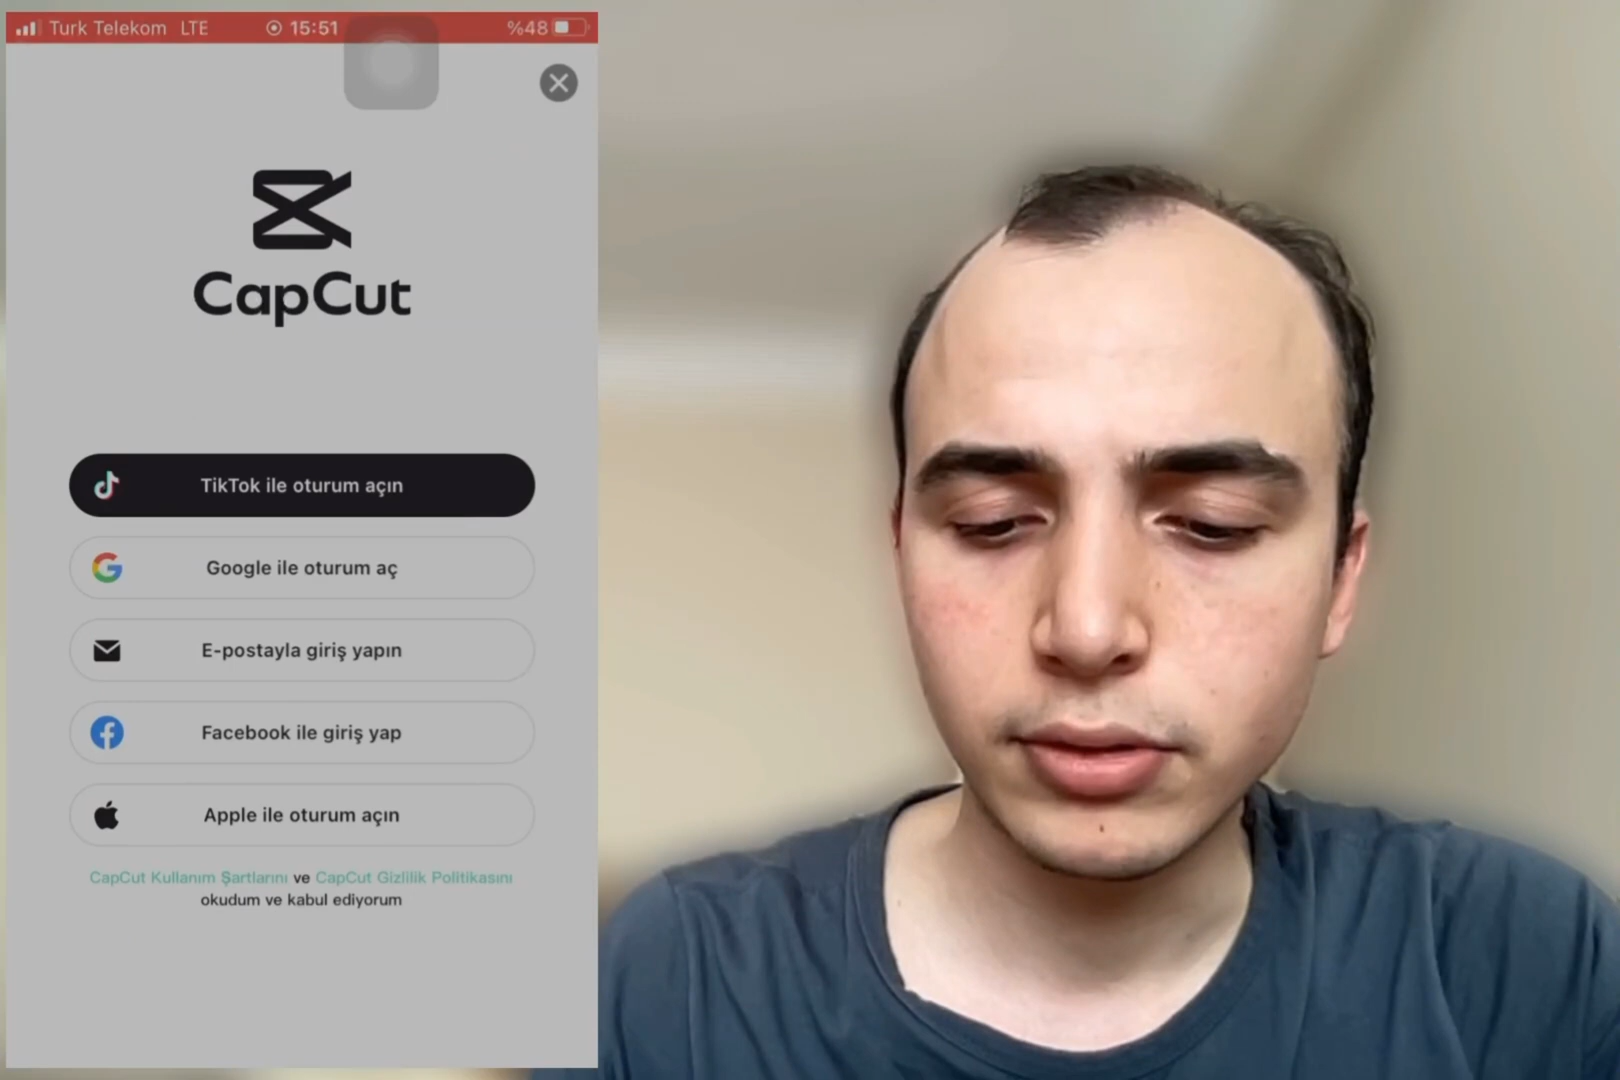 Turk Telekom LTE 15:51 %48
CapCut
TikTok ile oturum açın
Google ile oturum aç
E-postayla giriş yapın
Facebook ile giriş yap
Apple ile oturum açın
CapCut Kullanım Şartlarını ve CapCut Gizlilik Politikasını
okudum ve kabul ediyorum